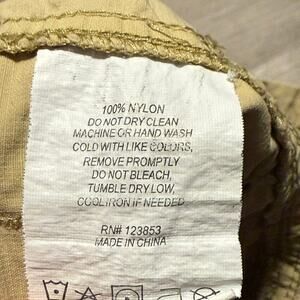 100% NYLON
DO NOT DRY CLEAN
MACHINE OR HAND WASH
COLD WITH LIKE COLORS,
REMOVE PROMPTLY
DO NOT BLEACH,
TUMBLE DRY LOW,
COOL IRON IF NEEDED
RN# 123853
MADE IN CHINA